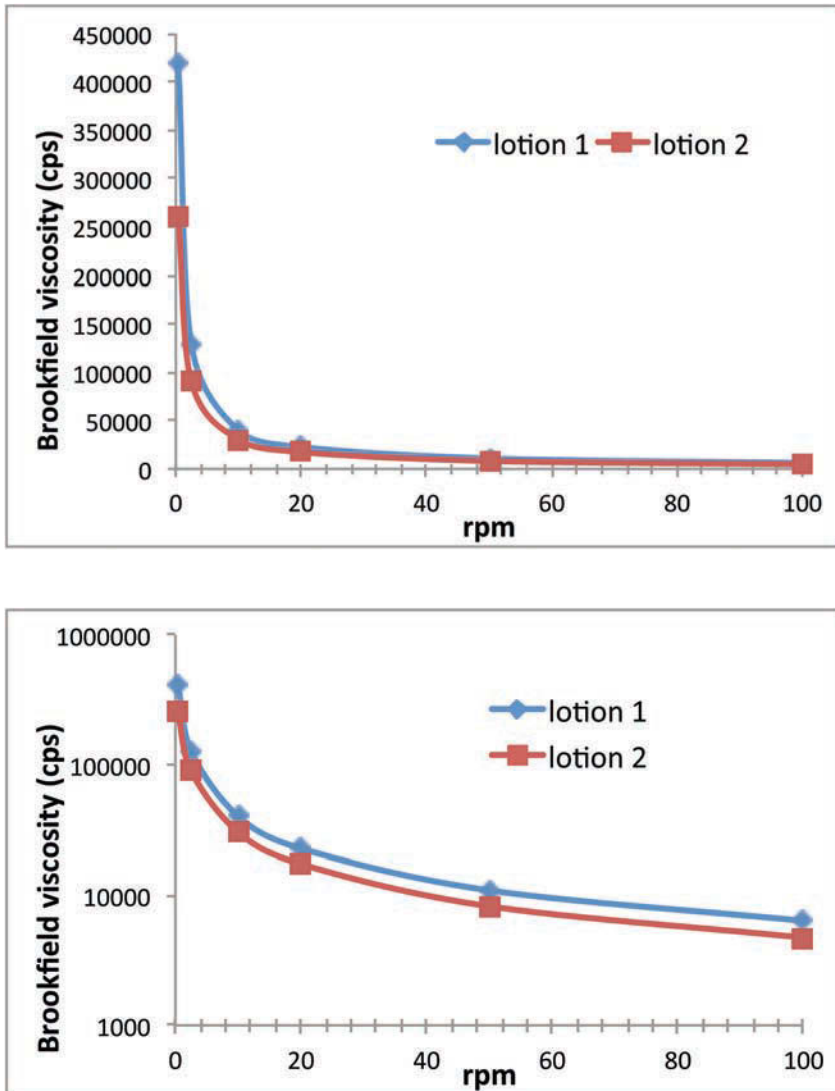 450000
400000
350000
300000
250000
200000
150000
100000
50000
0
Brookfield viscosity (cps)
lotion 1 lotion 2
0 20 40 60 80 100
rpm
1000000
100000
10000
1000
Brookfield viscosity (cps)
lotion 1
lotion 2
0 20 40 60 80 100
rpm